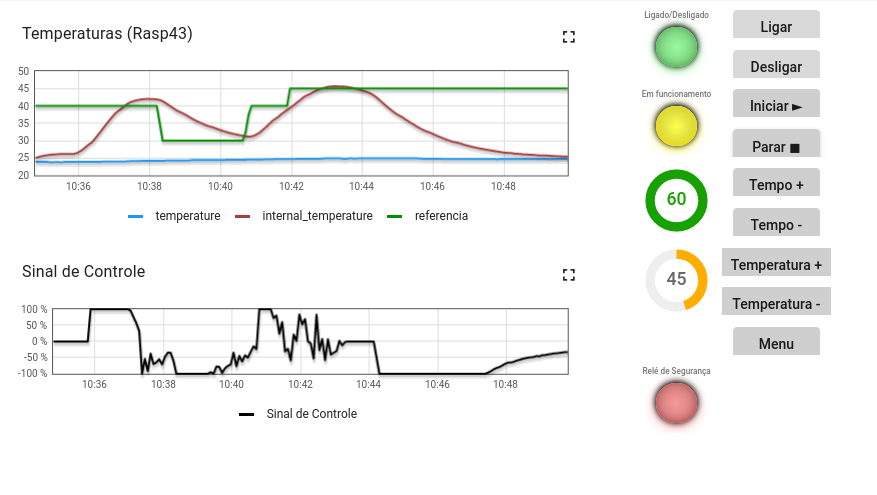 Temperaturas (Rasp43)
50
45
40
35
30
25
20
10:36
10:38
10:40
10:42
10:44
10:46
10:48
temperature
internal_temperature
referencia
Sinal de Controle
100 %
50 %
0 %
-50 %
-100 %
10:36
10:38
10:40
10:42
10:44
10:46
10:48
Sinal de Controle
Ligado/Desligado
Ligar
Desligar
Em funcionamento
Iniciar ►
Parar ■
60
Tempo +
Tempo -
45
Temperatura +
Temperatura -
Menu
Relé de Segurança